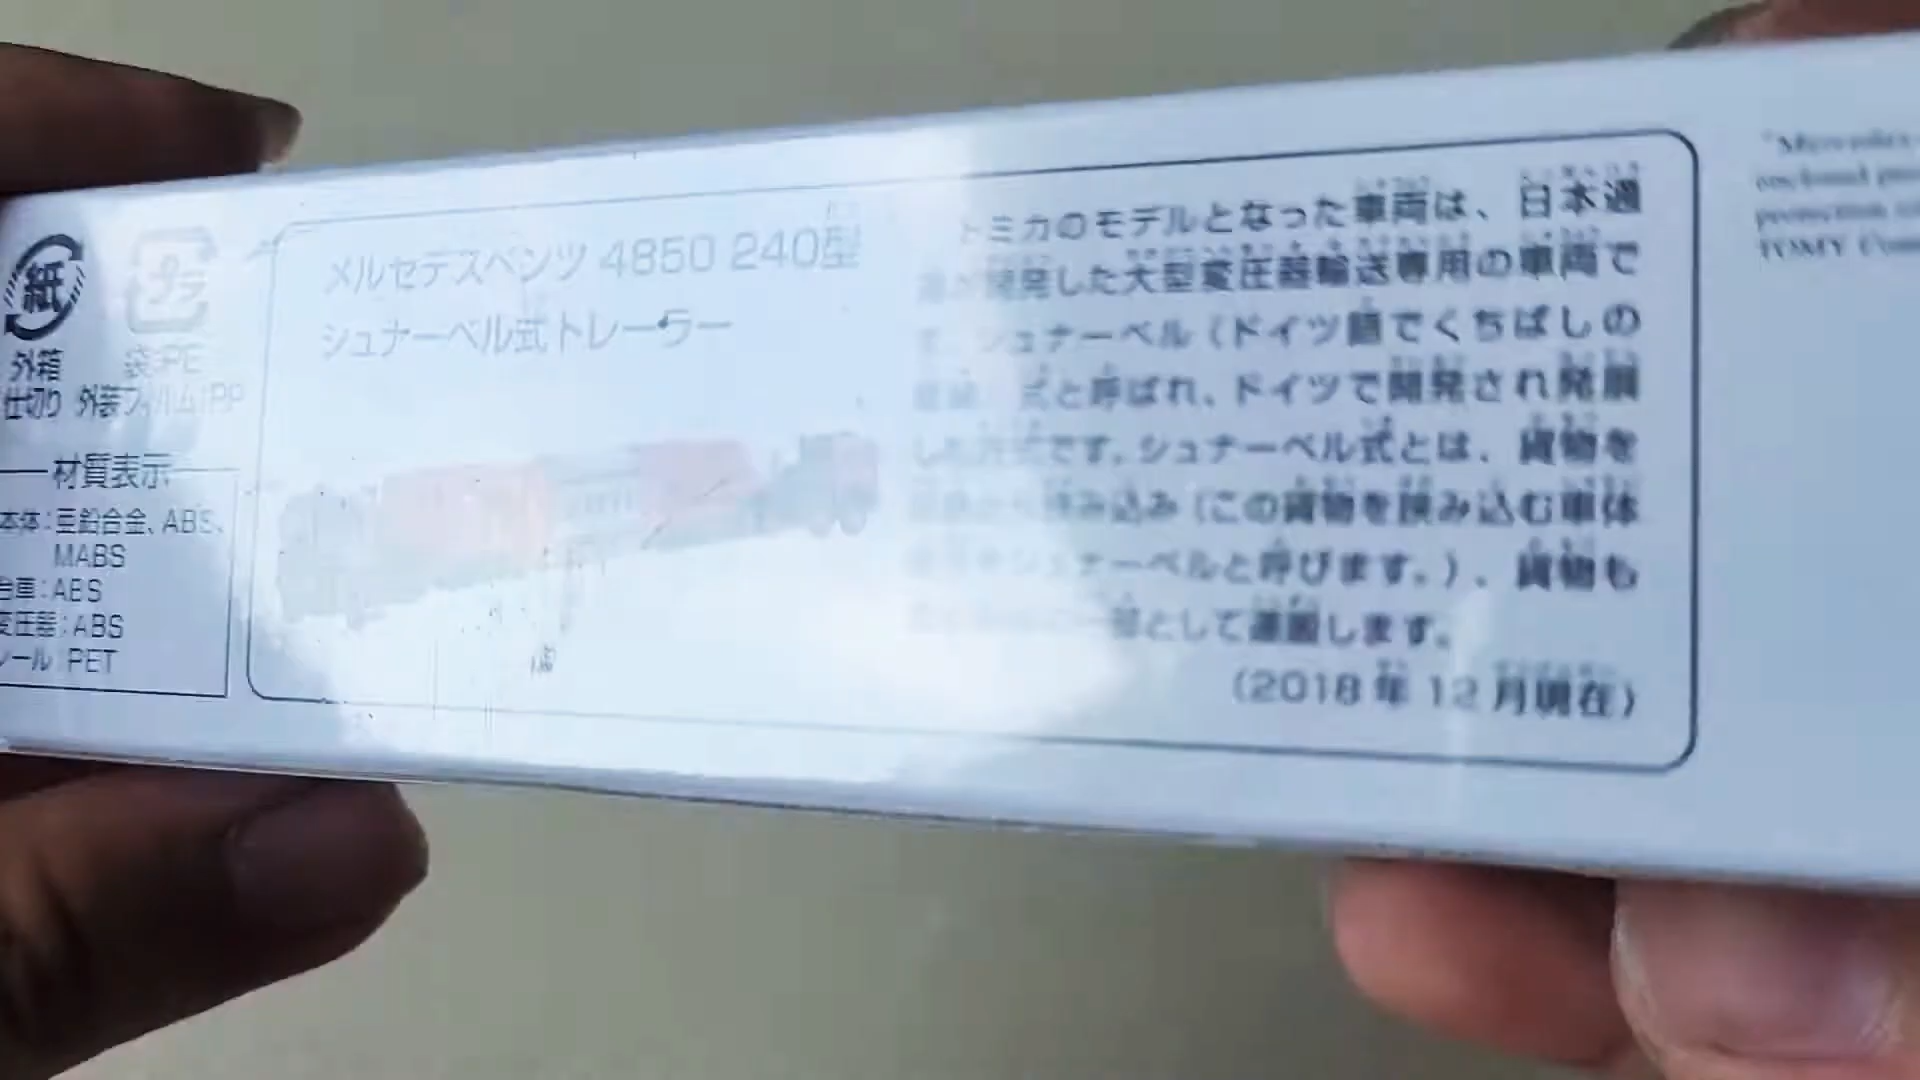 紙
プラ
外箱
袋:PE
仕切り 外装フィルム:PP
材質表示
本体:亜鉛合金、ABS、
MABS
台車:ABS
変圧器:ABS
レール:PET
メルセデスベンツ 4850 240型
シュナーベル式トレーラー
トミカのモデルとなった車両は、日本通
開発した大型変圧器輸送専用の車両で
シュナーベル(ドイツ語でくちばしの
式と呼ばれ、ドイツで開発され発展
した方式です。シュナーベル式とは、貨物を
挟み込み(この貨物を挟み込む車体
シュナーベルと呼びます。)、貨物も
一部として運搬します。
(2018年12月現在)
"Mercedes-
enclosed
protection
TOMY